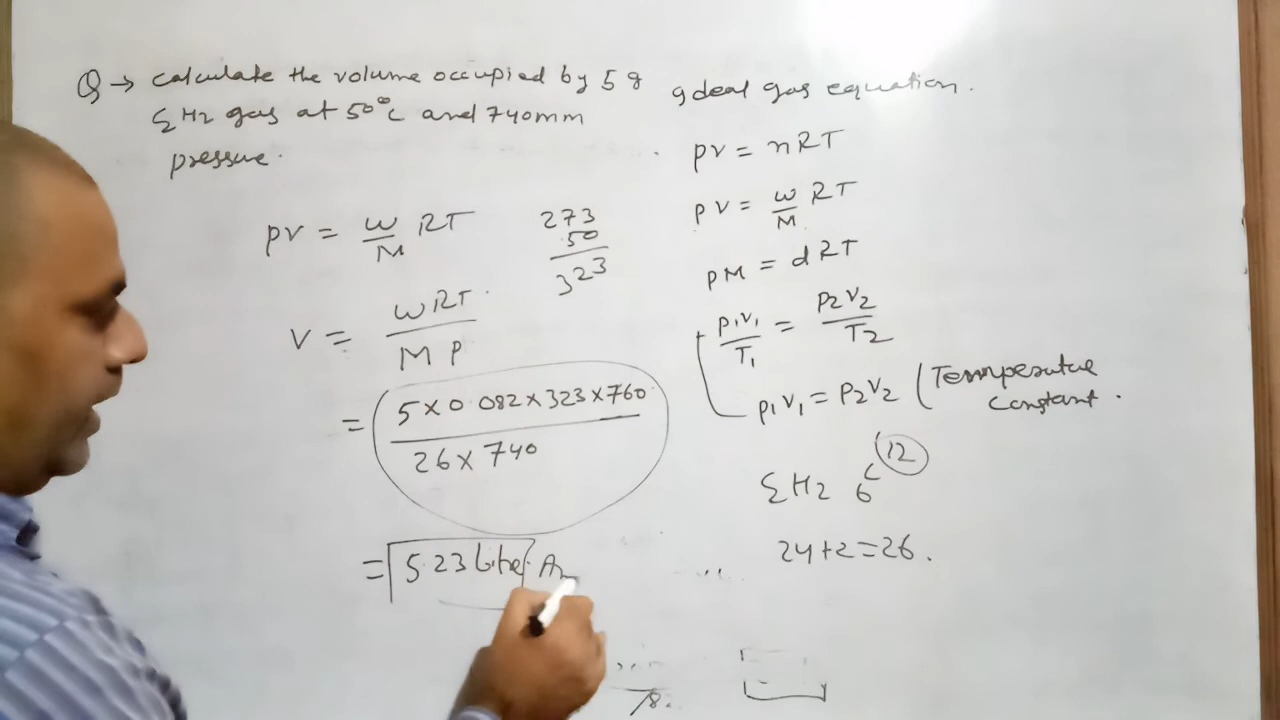 Q → calculate the volume occupied by 5 g
C2H2 gas at 50°C and 740mm
pressure.
PV = w/M RT
273
50
323
V = wRT / M P
= 5 × 0.082 × 323 × 760 / 26 × 740
= 5.23 liter An
Ideal gas equation.
PV = nRT
PV = w/M RT
PM = dRT
P1V1/T1 = P2V2/T2
P1V1 = P2V2 (Temperature
constant.
C2H2 6C 12
24+2=26.